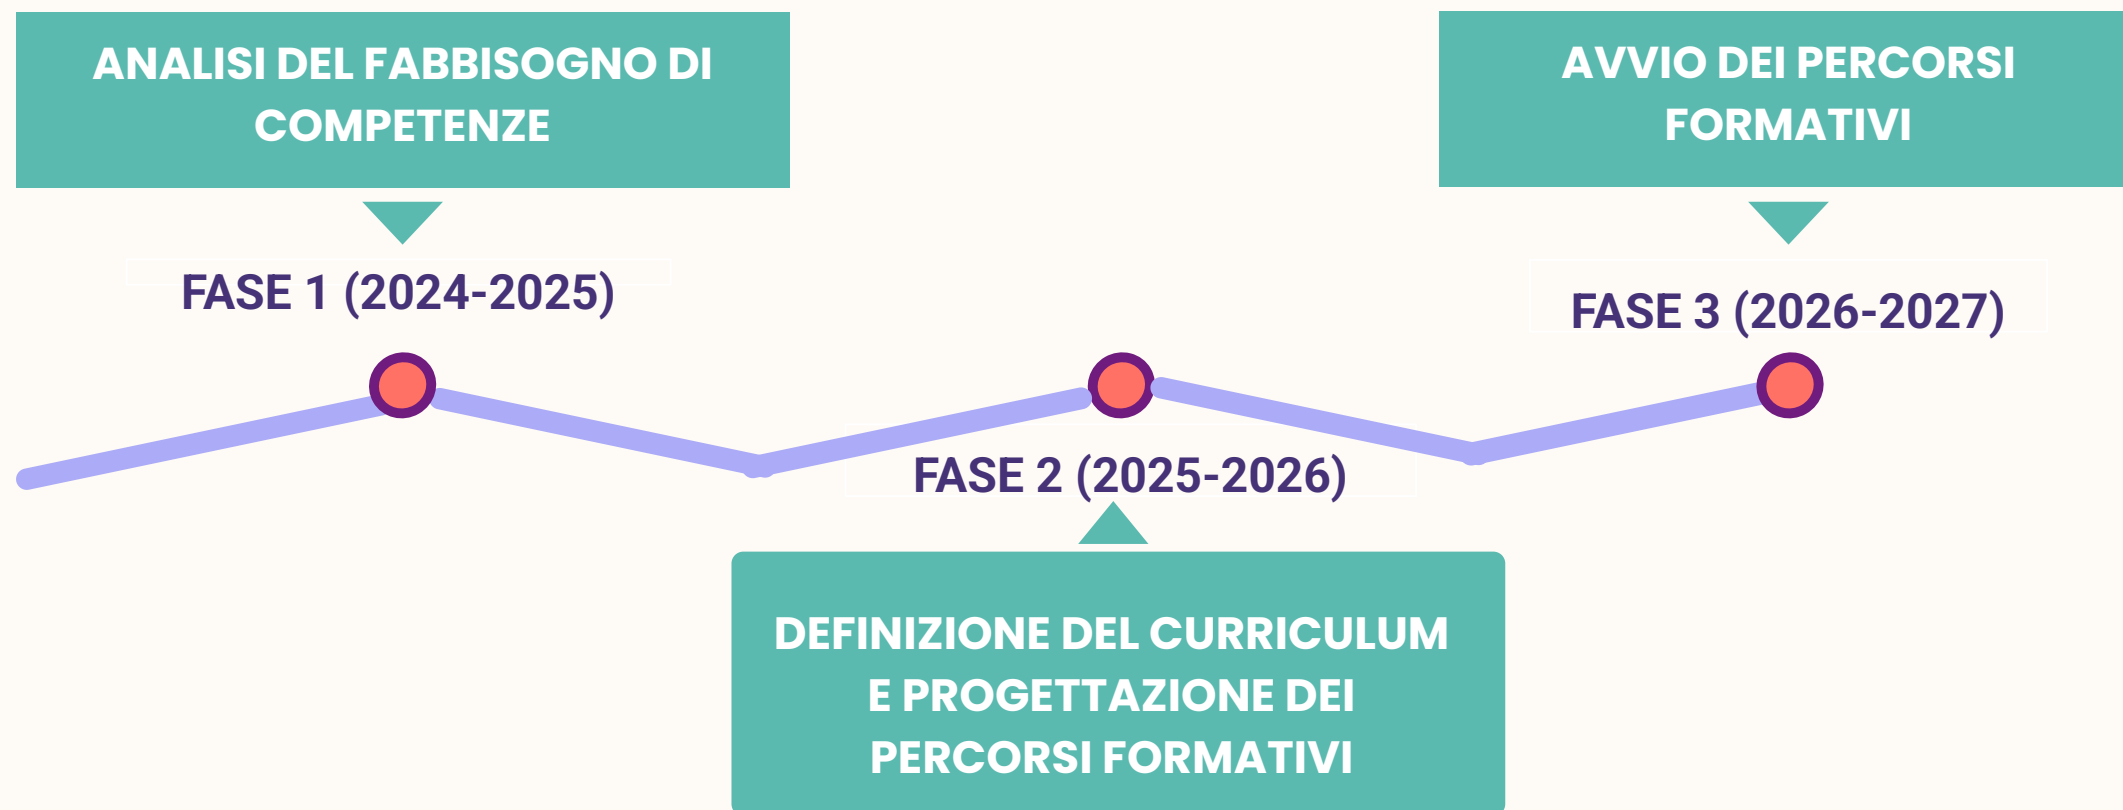 ANALISI DEL FABBISOGNO DI
COMPETENZE
FASE 1 (2024-2025)
AVVIO DEI PERCORSI
FORMATIVI
FASE 3 (2026-2027)
FASE 2 (2025-2026)
DEFINIZIONE DEL CURRICULUM
E PROGETTAZIONE DEI
PERCORSI FORMATIVI